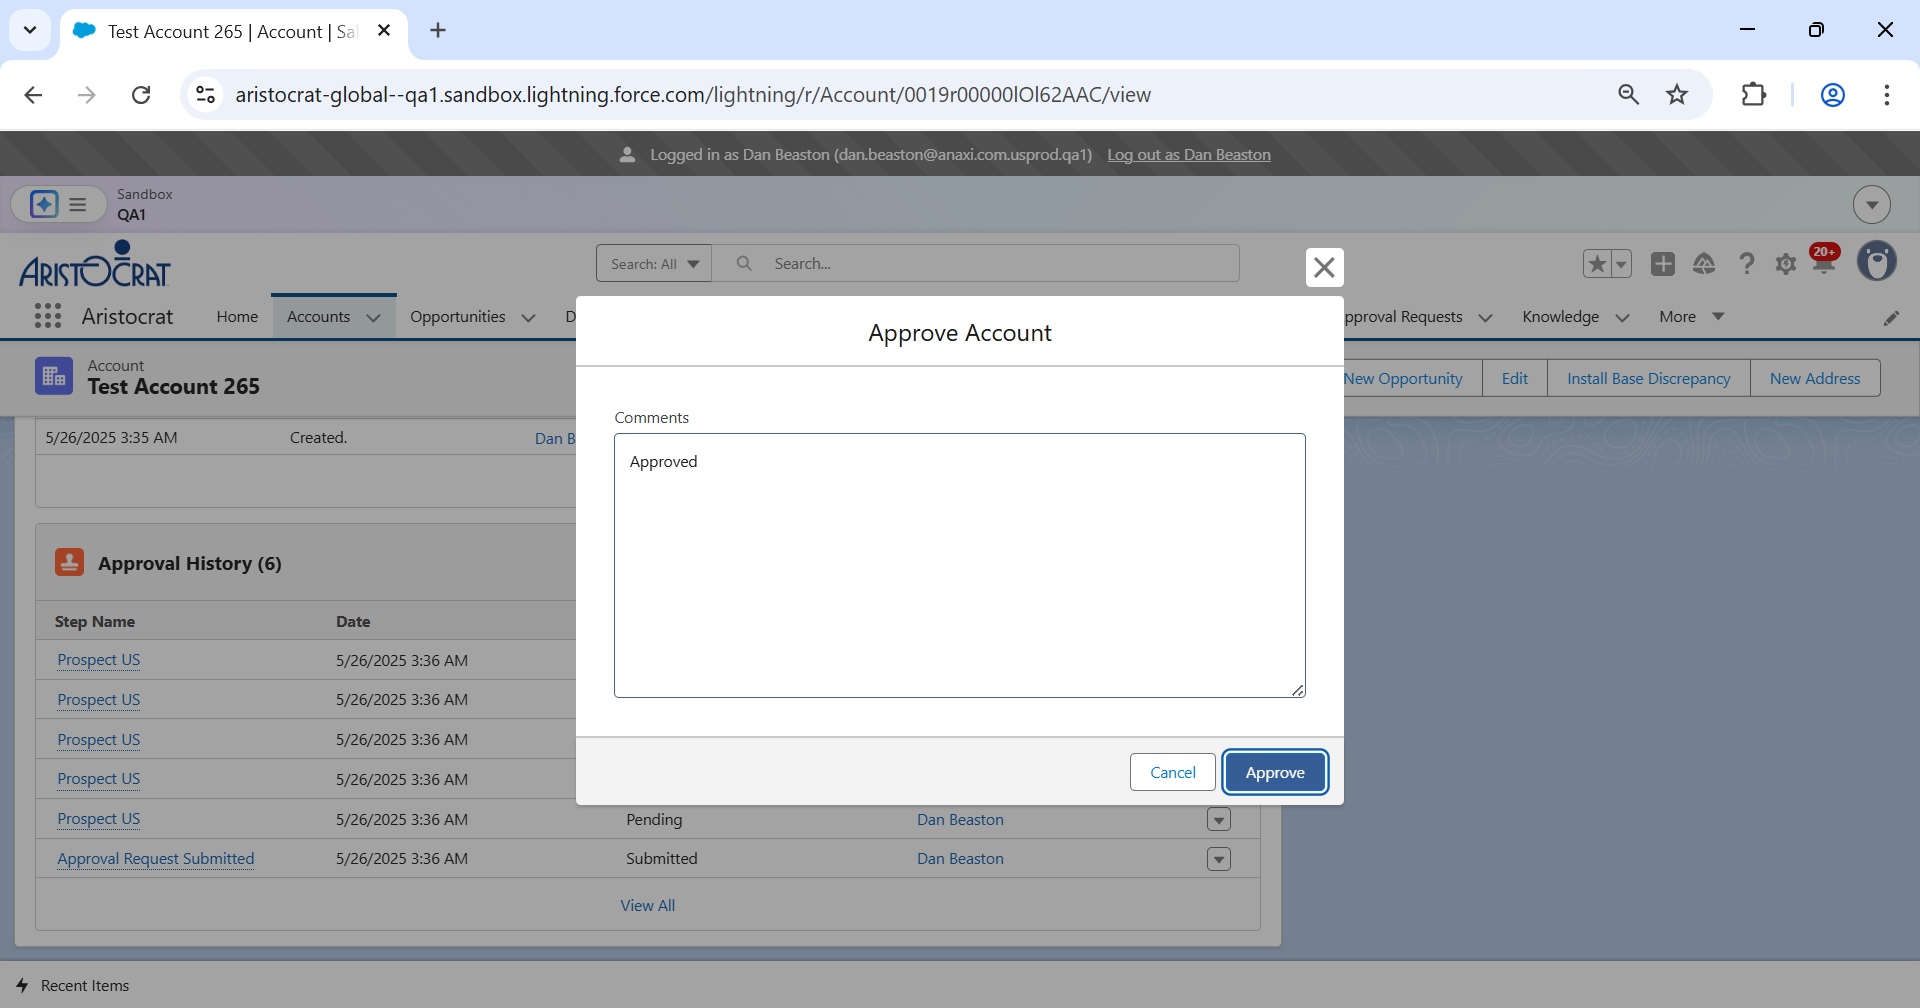 Test Account 265 | Account | Sa
aristocrat-global--qa1.sandbox.lightning.force.com/lightning/r/Account/0019r00000lOl62AAC/view
Logged in as Dan Beaston (dan.beaston@anaxi.com.usprod.qa1) Log out as Dan Beaston
Sandbox
QA1
ARISTOCRAT
Search: All
Search...
20+
Aristocrat
Home
Accounts
Opportunities
D
pproval Requests
Knowledge
More
Account
Test Account 265
New Opportunity
Edit
Install Base Discrepancy
New Address
Approve Account
Comments
Approved
Cancel
Approve
5/26/2025 3:35 AM Created. Dan B
Approval History (6)
Step Name Date
Prospect US 5/26/2025 3:36 AM
Prospect US 5/26/2025 3:36 AM
Prospect US 5/26/2025 3:36 AM
Prospect US 5/26/2025 3:36 AM
Prospect US 5/26/2025 3:36 AM Pending Dan Beaston
Approval Request Submitted 5/26/2025 3:36 AM Submitted Dan Beaston
View All
Recent Items